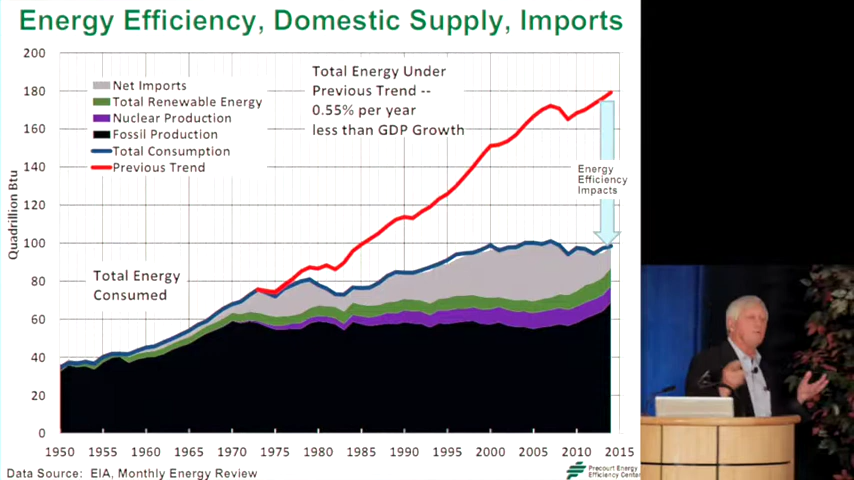 Energy Efficiency, Domestic Supply, Imports
200
180
160
140
120
100
80
60
40
20
0
Quadrillion Btu
Net Imports
Total Renewable Energy
Nuclear Production
Fossil Production
Total Consumption
Previous Trend
Total Energy Under
Previous Trend --
0.55% per year
less than GDP Growth
Energy
Efficiency
Impacts
Total Energy
Consumed
1950 1955 1960 1965 1970 1975 1980 1985 1990 1995 2000 2005 2010 2015
Data Source: EIA, Monthly Energy Review
Precourt Energy
Efficiency Center